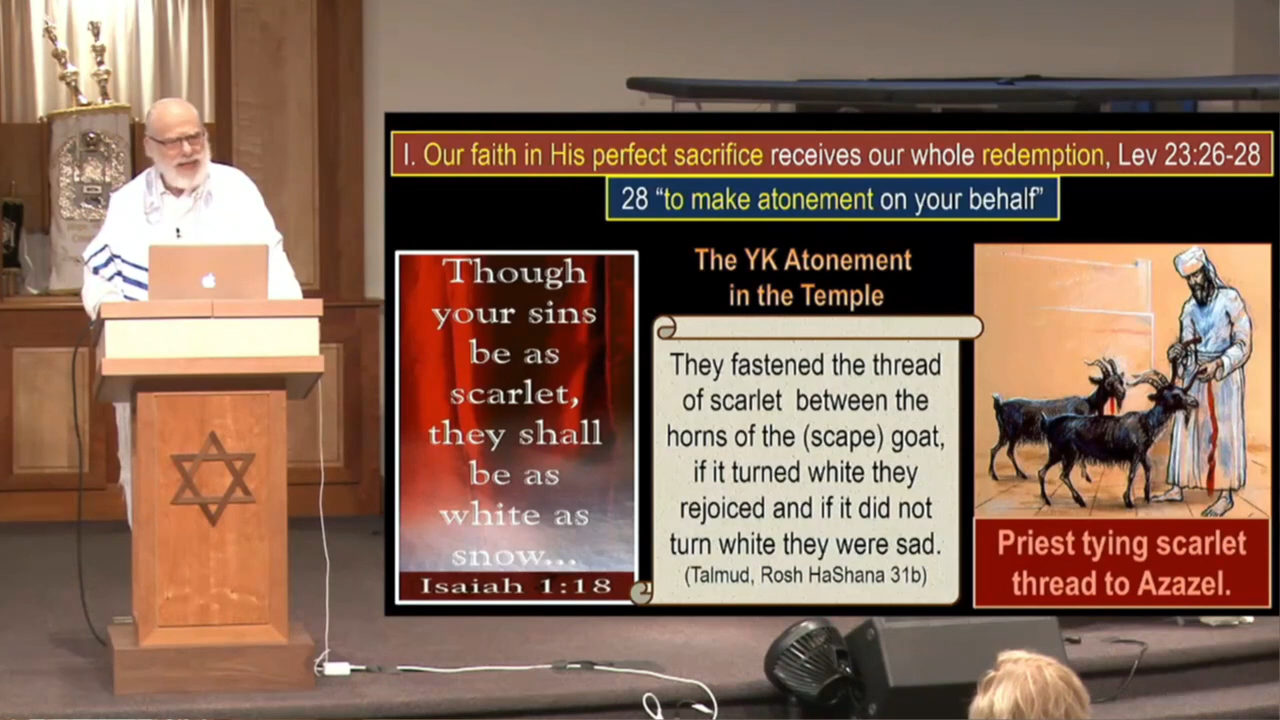 I. Our faith in His perfect sacrifice receives our whole redemption, Lev 23:26-28
28 “to make atonement on your behalf”
Though
your sins
be as
scarlet,
they shall
be as
white as
snow...
Isaiah 1:18
The YK Atonement
in the Temple
They fastened the thread
of scarlet between the
horns of the (scape) goat,
if it turned white they
rejoiced and if it did not
turn white they were sad.
(Talmud, Rosh HaShana 31b)
Priest tying scarlet
thread to Azazel.